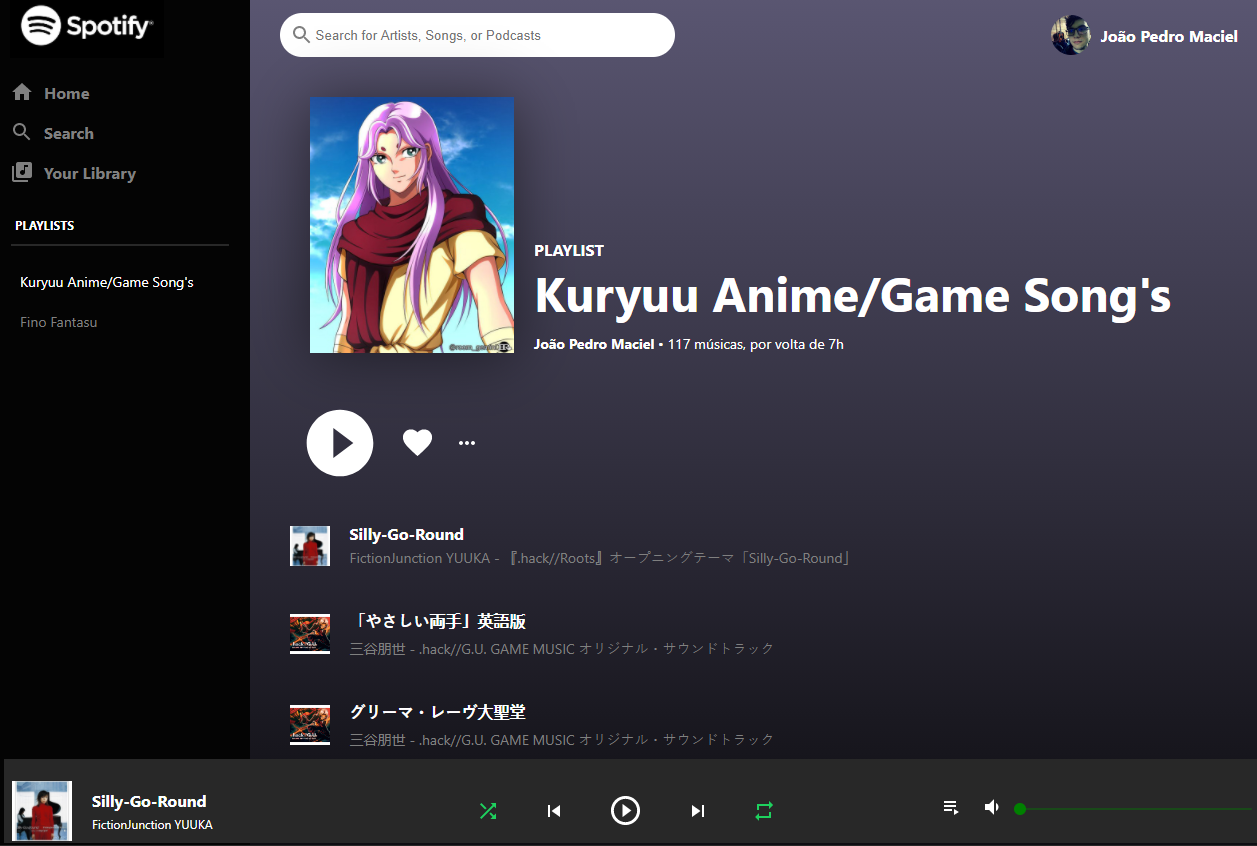 Spotify
Search for Artists, Songs, or Podcasts
João Pedro Maciel
Home
Search
Your Library
PLAYLISTS
Kuryuu Anime/Game Song's
Fino Fantasu
PLAYLIST
Kuryuu Anime/Game Song's
João Pedro Maciel • 117 músicas, por volta de 7h
Silly-Go-Round
FictionJunction YUUKA - 『.hack//Roots』オープニングテーマ「Silly-Go-Round」
「やさしい両手」英語版
三谷朋世 - .hack//G.U. GAME MUSIC オリジナル・サウンドトラック
グリーマ・レーヴ大聖堂
三谷朋世 - .hack//G.U. GAME MUSIC オリジナル・サウンドトラック
Silly-Go-Round
FictionJunction YUUKA